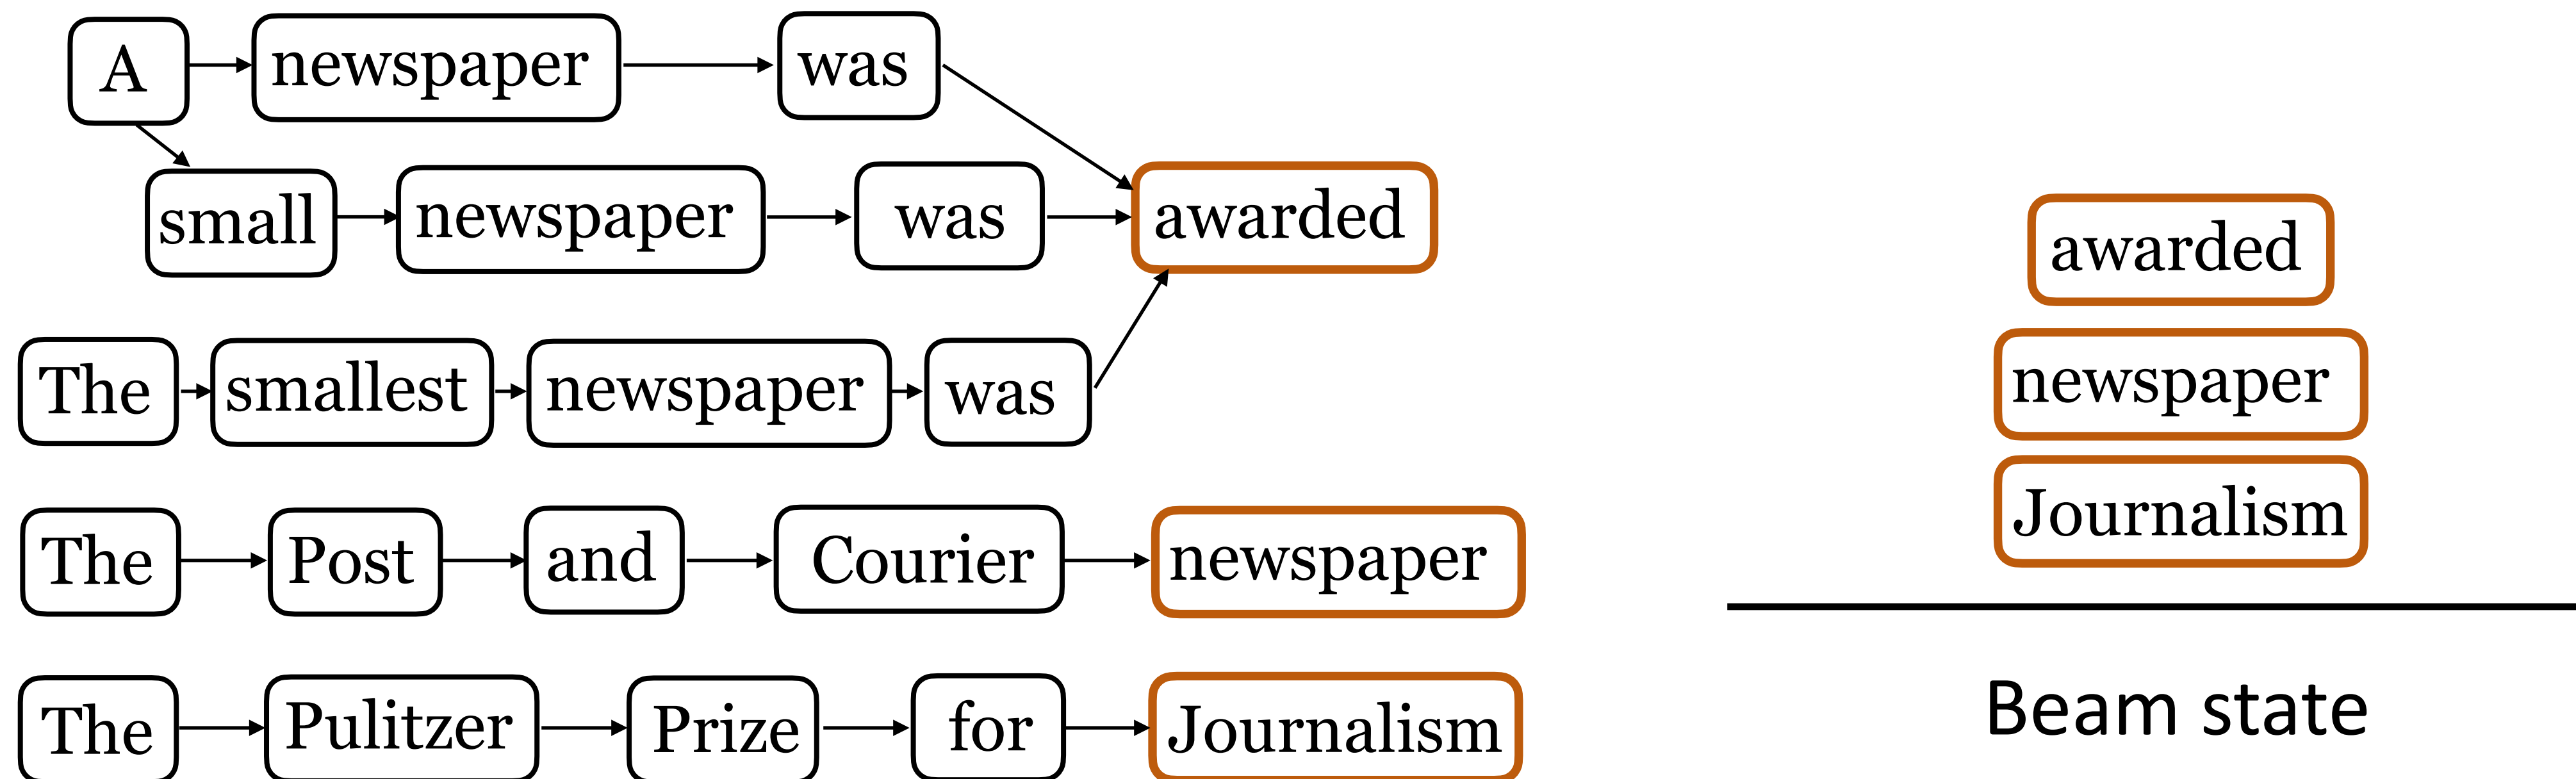 A newspaper was
small newspaper was awarded
The smallest newspaper was
The Post and Courier newspaper
The Pulitzer Prize for Journalism
awarded
newspaper
Journalism
Beam state